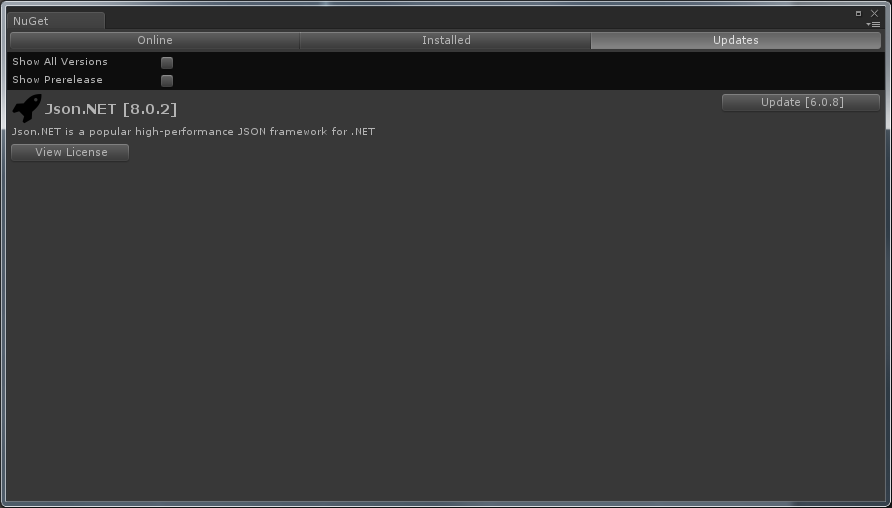 NuGet
Online Installed Updates
Show All Versions
Show Prerelease
Json.NET [8.0.2] Update [6.0.8]
Json.NET is a popular high-performance JSON framework for .NET
View License